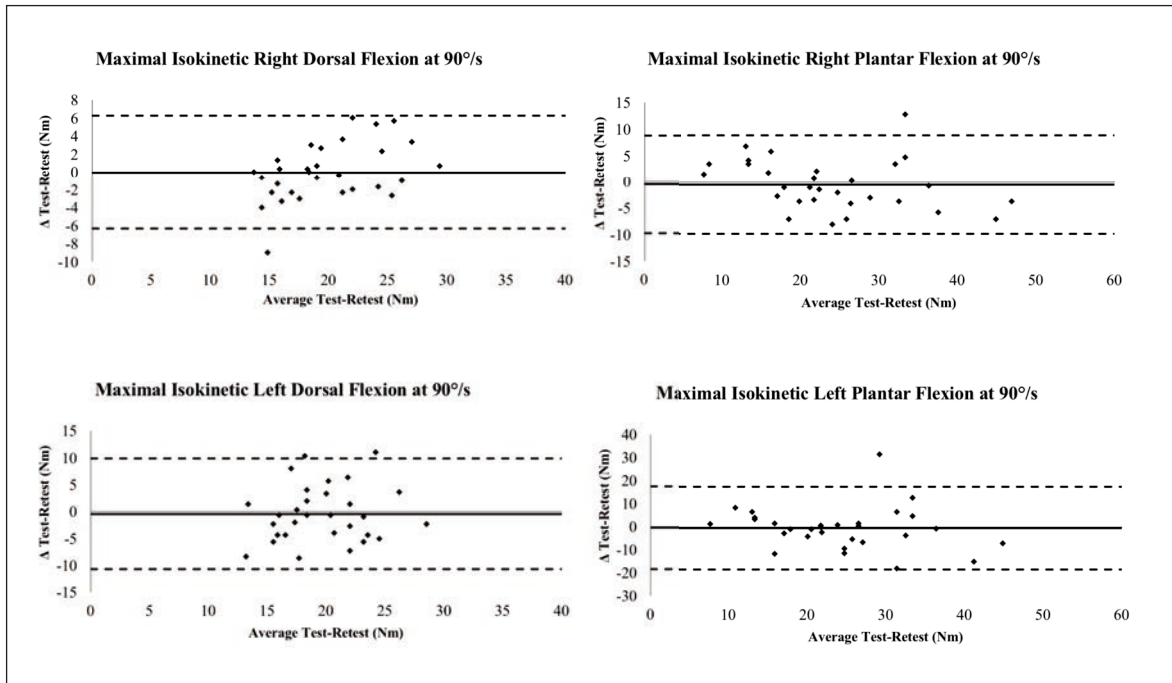 Maximal Isokinetic Right Dorsal Flexion at 90°/s
Δ Test-Retest (Nm)
8
6
4
2
0
-2
-4
-6
-8
-10
0 5 10 15 20 25 30 35 40
Average Test-Retest (Nm)
Maximal Isokinetic Right Plantar Flexion at 90°/s
Δ Test-Retest (Nm)
15
10
5
0
-5
-10
-15
0 10 20 30 40 50 60
Average Test-Retest (Nm)
Maximal Isokinetic Left Dorsal Flexion at 90°/s
Δ Test-Retest (Nm)
15
10
5
0
-5
-10
15
0 5 10 15 20 25 30 35 40
Average Test-Retest (Nm)
Maximal Isokinetic Left Plantar Flexion at 90°/s
Δ Test-Retest (Nm)
40
30
20
10
0
-10
-20
-30
0 10 20 30 40 50 60
Average Test-Retest (Nm)